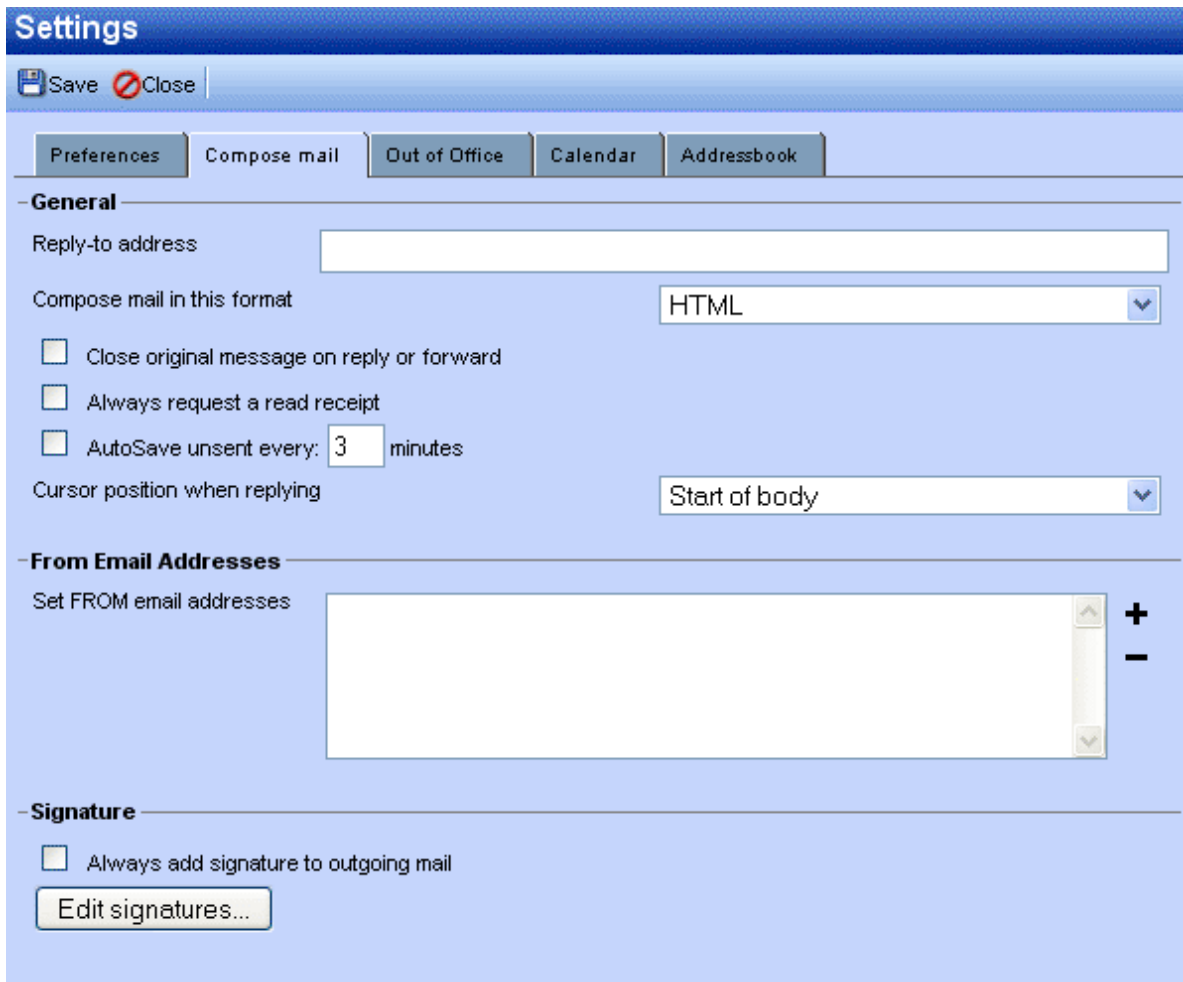 Settings
Save Close
Preferences Compose mail Out of Office Calendar Addressbook
General
Reply-to address
Compose mail in this format HTML
Close original message on reply or forward
Always request a read receipt
AutoSave unsent every: 3 minutes
Cursor position when replying Start of body
From Email Addresses
Set FROM email addresses
Signature
Always add signature to outgoing mail
Edit signatures...